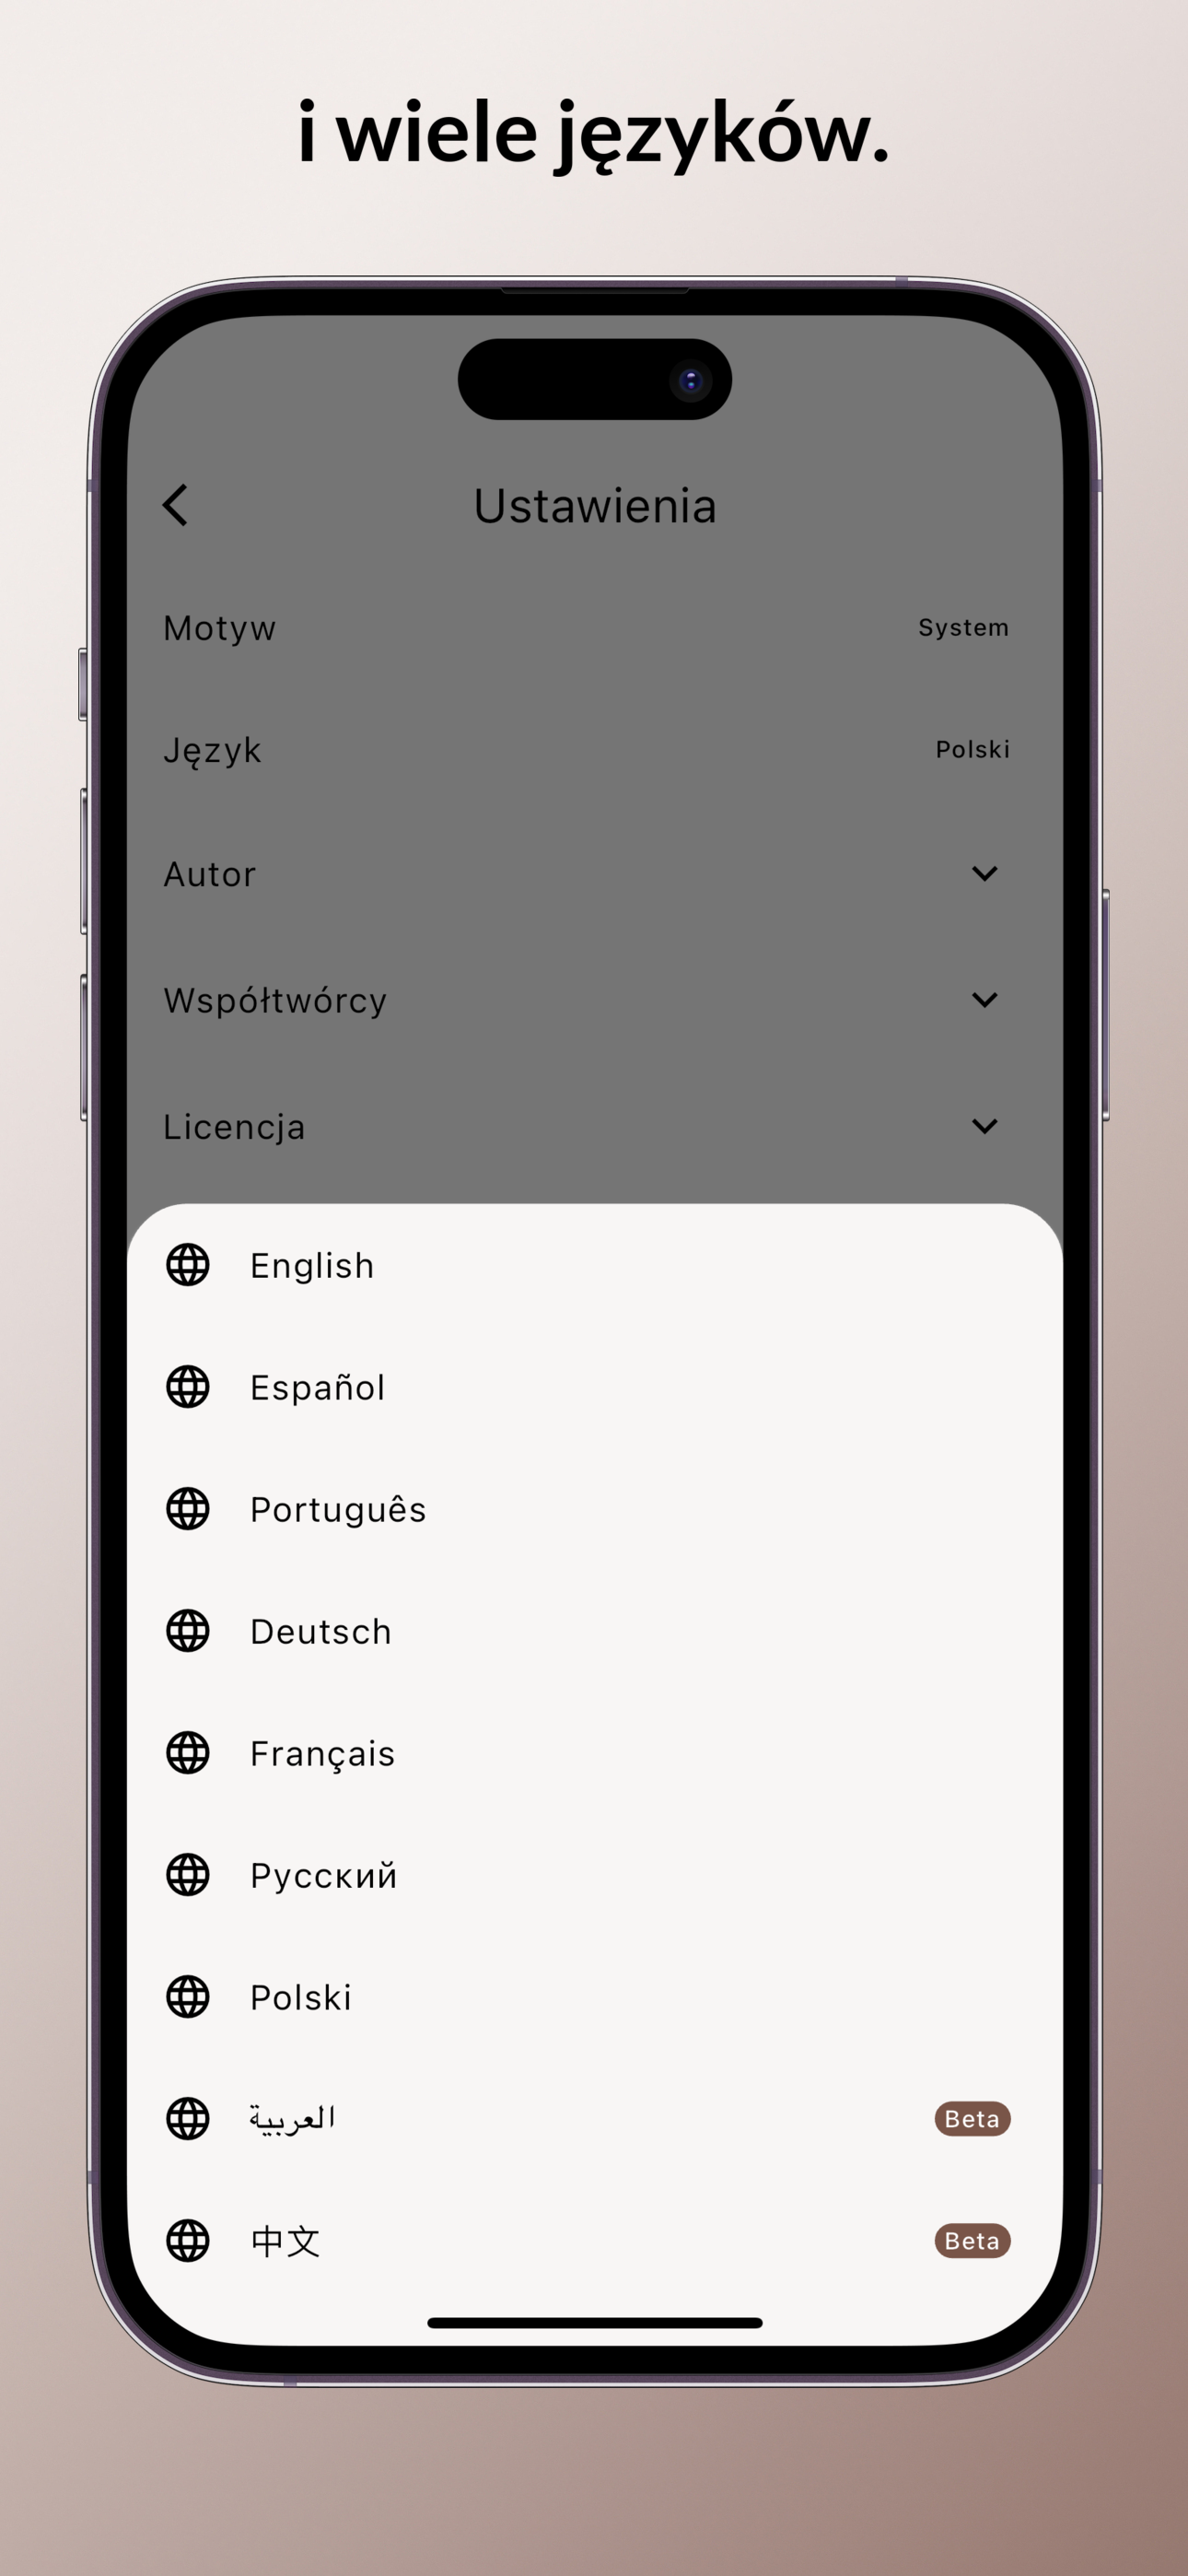 i wiele języków.
Ustawienia
Motyw System
Język Polski
Autor
Współtwórcy
Licencja
English
Español
Português
Deutsch
Français
Русский
Polski
العربية Beta
中文 Beta